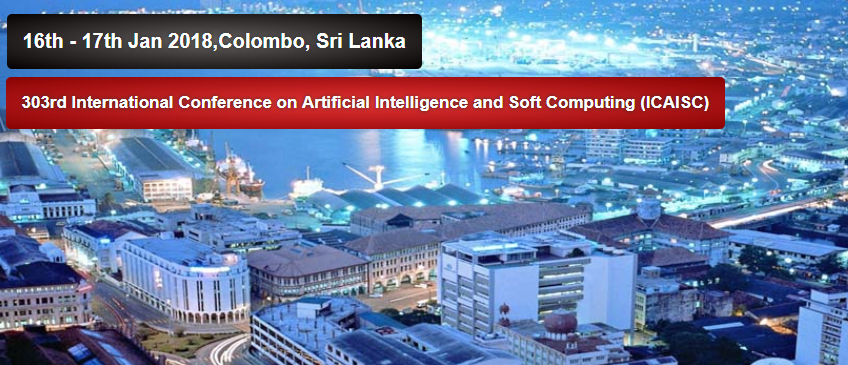 16th - 17th Jan 2018,Colombo, Sri Lanka
303rd International Conference on Artificial Intelligence and Soft Computing (ICAISC)